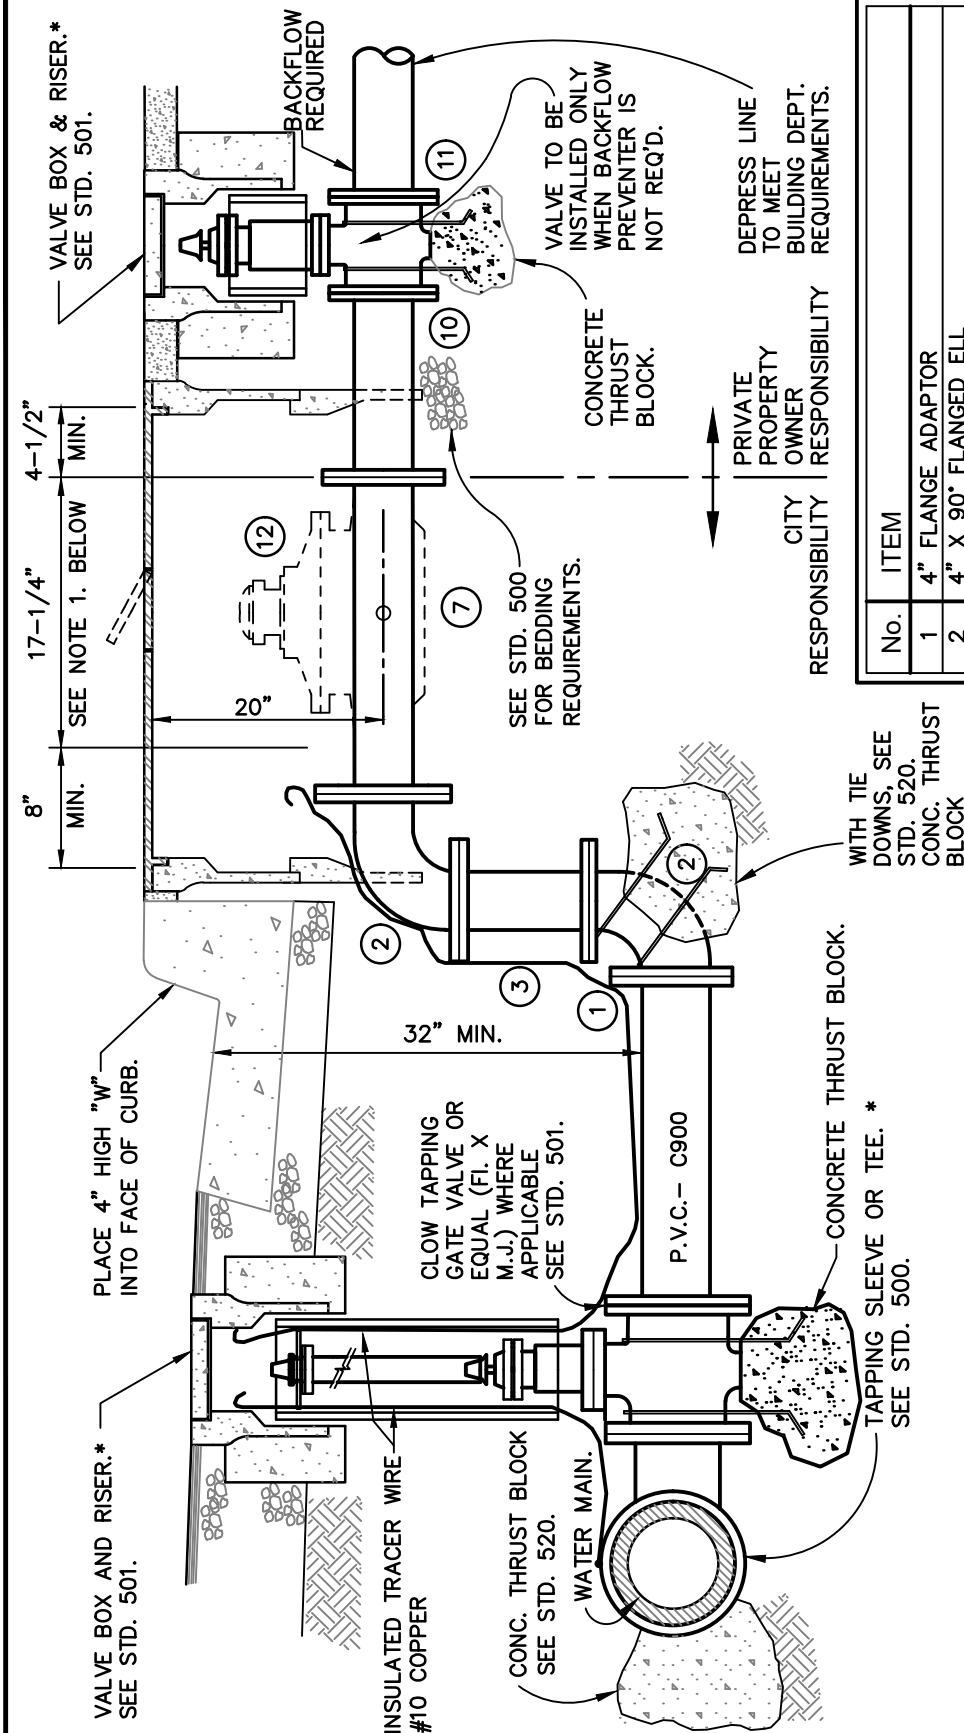 VALVE BOX AND RISER.*
SEE STD. 501.
PLACE 4" HIGH "W"
INTO FACE OF CURB.
INSULATED TRACER WIRE
#10 COPPER
CONC. THRUST BLOCK
SEE STD. 520.
WATER MAIN.
CLOW TAPPING
GATE VALVE OR
EQUAL (Fl. X
M.J.) WHERE
APPLICABLE
SEE STD. 501.
32" MIN.
P.V.C.- C900
CONCRETE THRUST BLOCK.
TAPPING SLEEVE OR TEE. *
SEE STD. 500.
1
3
2
2
WITH TIE
DOWNS, SEE
STD. 520.
CONC. THRUST
BLOCK
8"
MIN.
17-1/4"
SEE NOTE 1. BELOW
4-1/2"
MIN.
20"
12
7
SEE STD. 500
FOR BEDDING
REQUIREMENTS.
CITY
RESPONSIBILITY
PRIVATE
PROPERTY
OWNER
RESPONSIBILITY
VALVE BOX & RISER.*
SEE STD. 501.
BACKFLOW
REQUIRED
10
11
CONCRETE
THRUST
BLOCK.
VALVE TO BE
INSTALLED ONLY
WHEN BACKFLOW
PREVENTER IS
NOT REQ'D.
DEPRESS LINE
TO MEET
BUILDING DEPT.
REQUIREMENTS.
No. ITEM
1 4" FLANGE ADAPTOR
2 4" X 90° FLANGED ELL